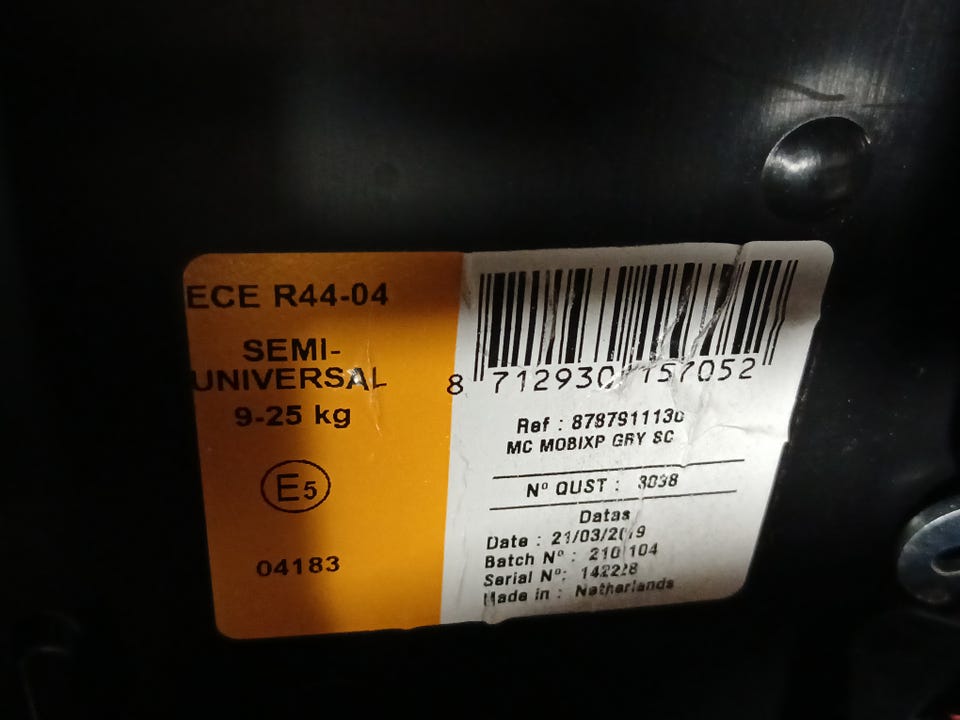 ECE R44-04
SEMI-
UNIVERSAL
9-25 kg
E5
04183
8 712930 157052
Ref : 8787911130
MC MOBIXP GRY SC
Nº QUST : 3038
Datas
Date : 21/03/2019
Batch Nº :
Serial Nº: 142228
Made in : Netherlands